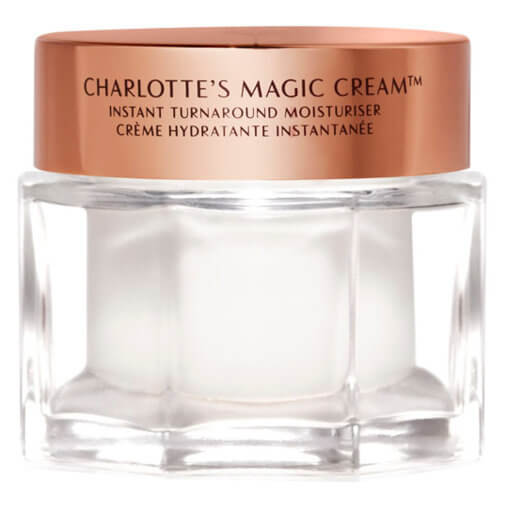 CHARLOTTE'S MAGIC CREAM™
INSTANT TURNAROUND MOISTURISER
CRÈME HYDRATANTE INSTANTANÉE